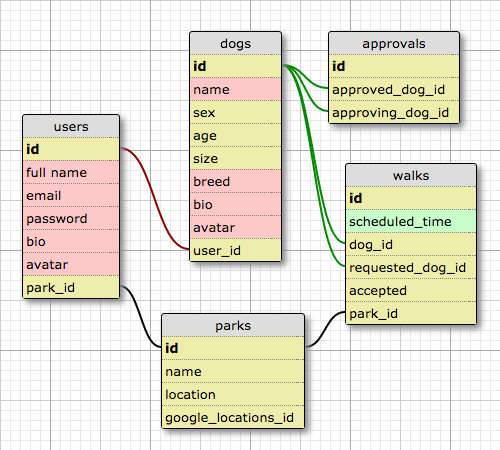 users
id
full name
email
password
bio
avatar
park_id
dogs
id
name
sex
age
size
breed
bio
avatar
user_id
approvals
id
approved_dog_id
approving_dog_id
walks
id
scheduled_time
dog_id
requested_dog_id
accepted
park_id
parks
id
name
location
google_locations_id